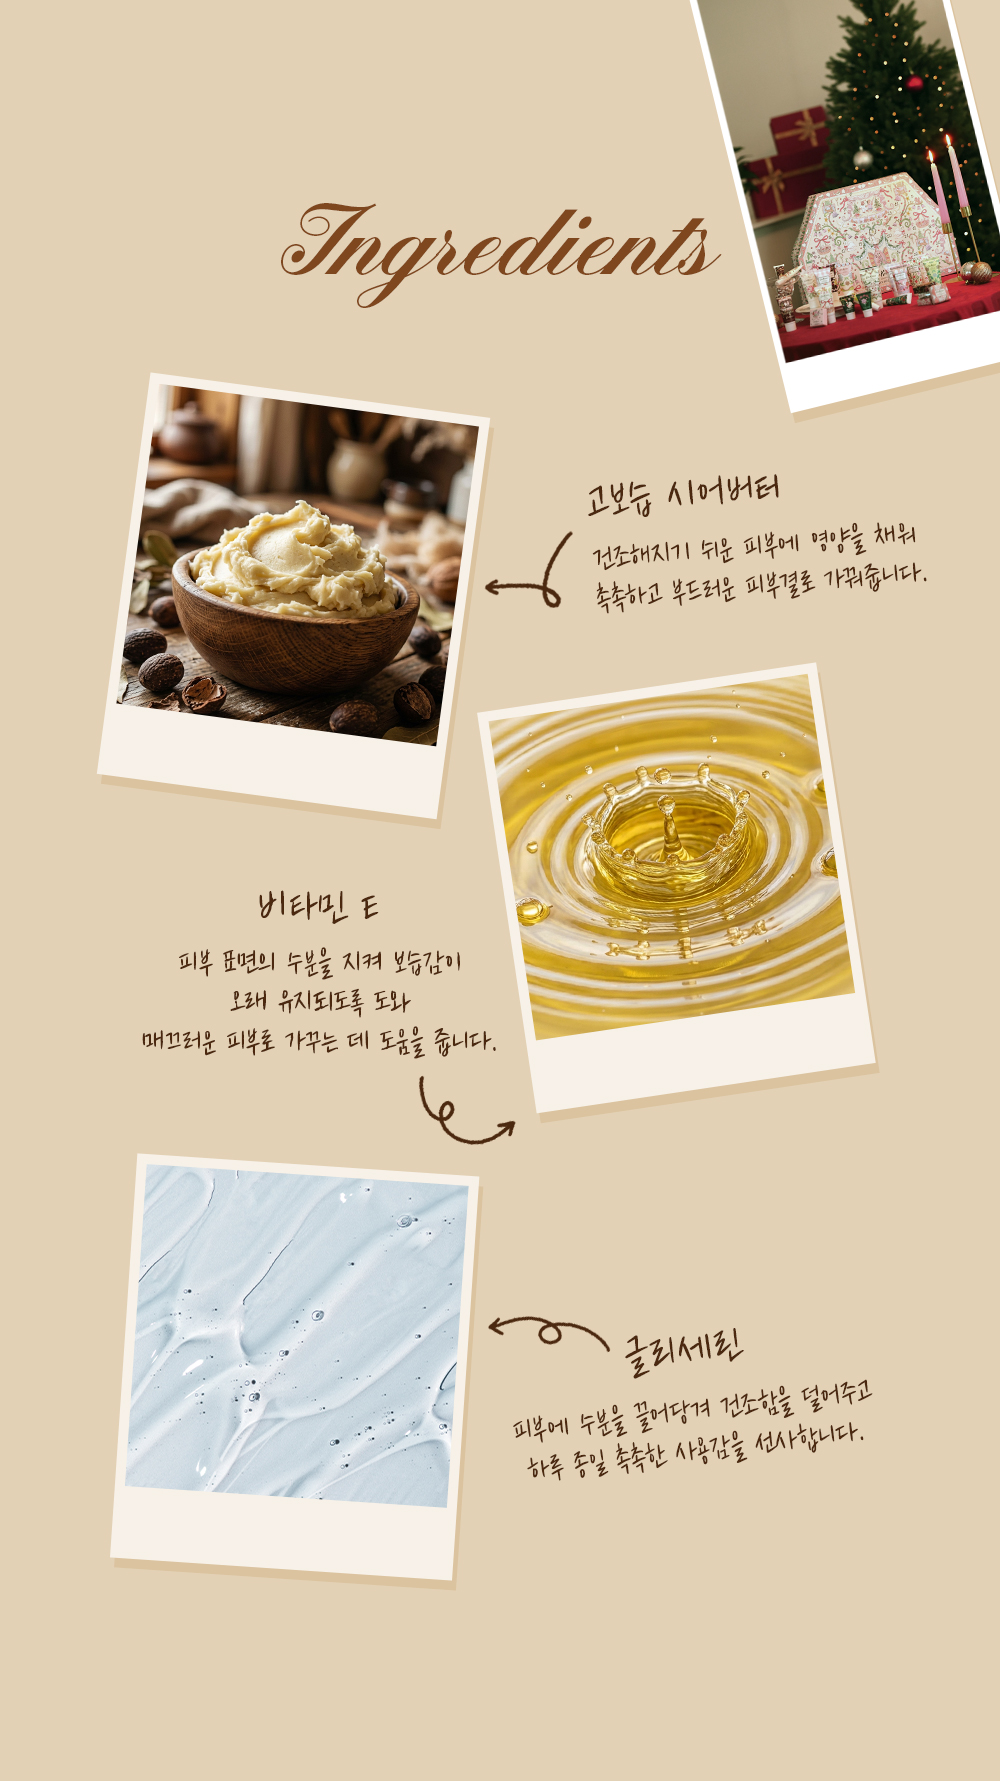 Ingredients
고보습 시어버터
건조해지기 쉬운 피부에 영양을 채워
촉촉하고 부드러운 피부결로 가꿔줍니다.
비타민 E
피부 표면의 수분을 지켜 보습감이
오래 유지되도록 도와
매끄러운 피부로 가꾸는 데 도움을 줍니다.
글리세린
피부에 수분을 끌어당겨 건조함을 덜어주고
하루 종일 촉촉한 사용감을 선사합니다.